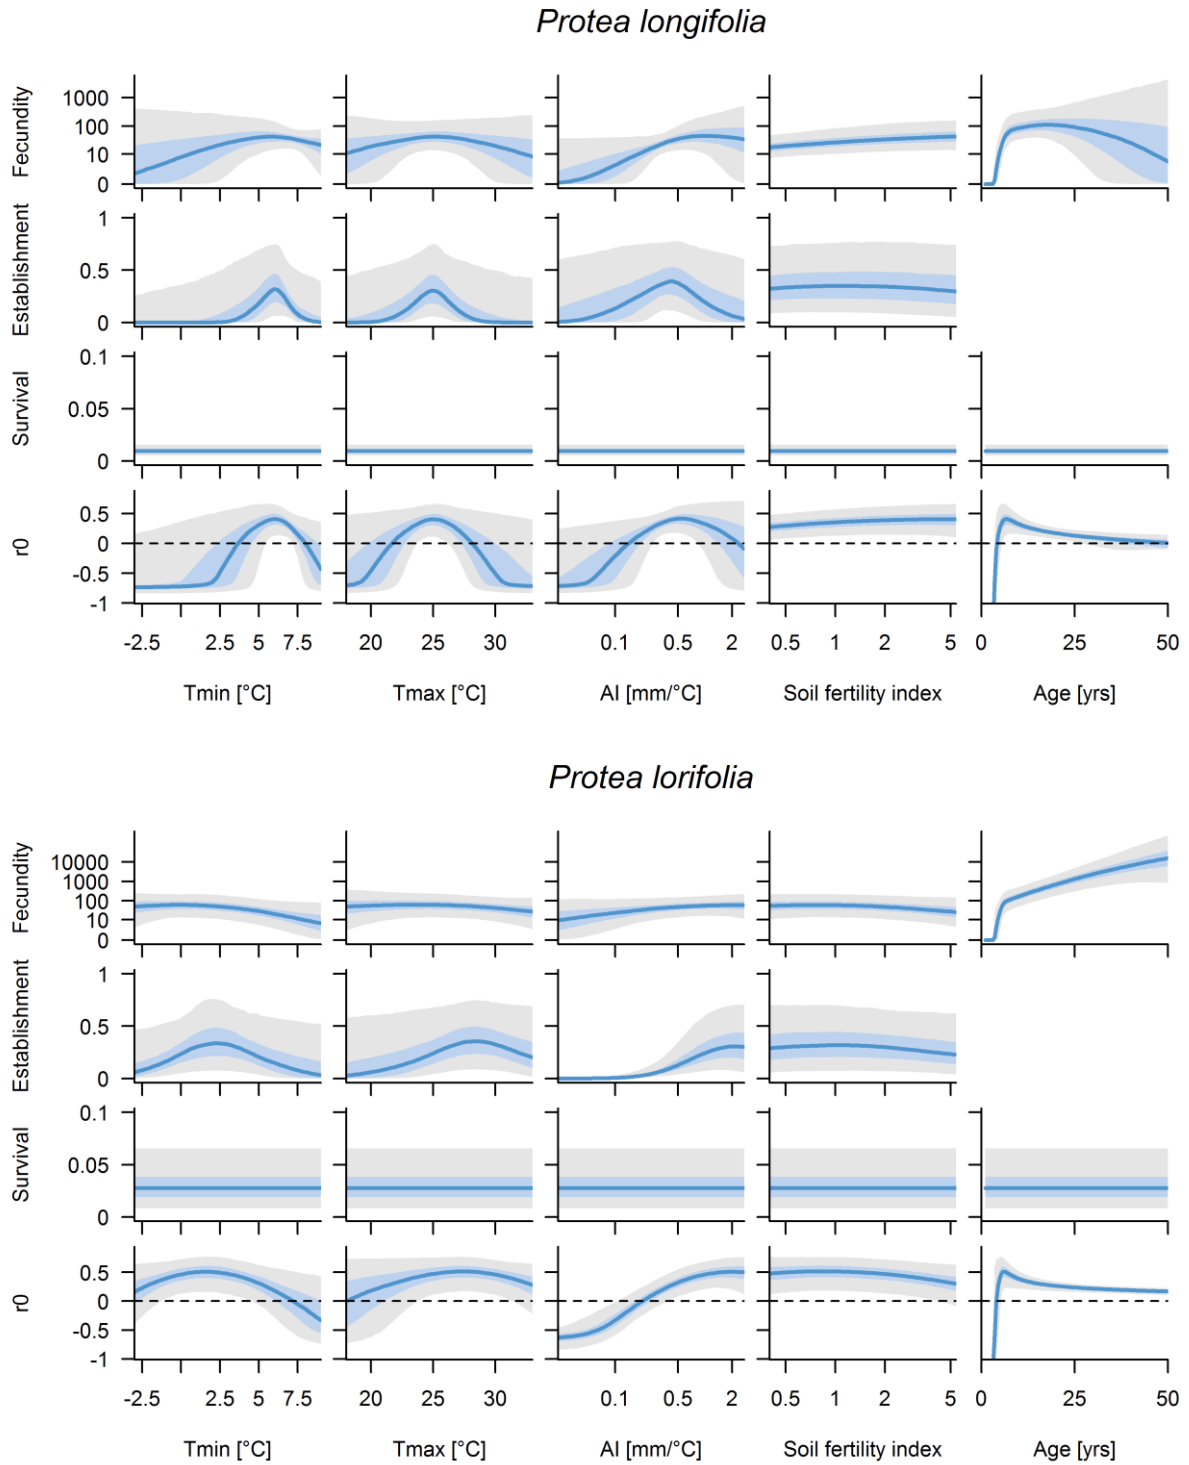 Protea longifolia
Fecundity
1000
100
10
0
Establishment
1
0.5
0
Survival
0.1
0.05
0
r0
0.5
0
-0.5
-1
-2.5 2.5 5 7.5
20 25 30
0.1 0.5 2
0.5 1 2 5
0 25 50
Tmin [°C] Tmax [°C] AI [mm/°C] Soil fertility index Age [yrs]
Protea lorifolia
Fecundity
10000
1000
100
10
0
Establishment
1
0.5
0
Survival
0.1
0.05
0
r0
0.5
0
-0.5
-1
-2.5 2.5 5 7.5
20 25 30
0.1 0.5 2
0.5 1 2 5
0 25 50
Tmin [°C] Tmax [°C] AI [mm/°C] Soil fertility index Age [yrs]